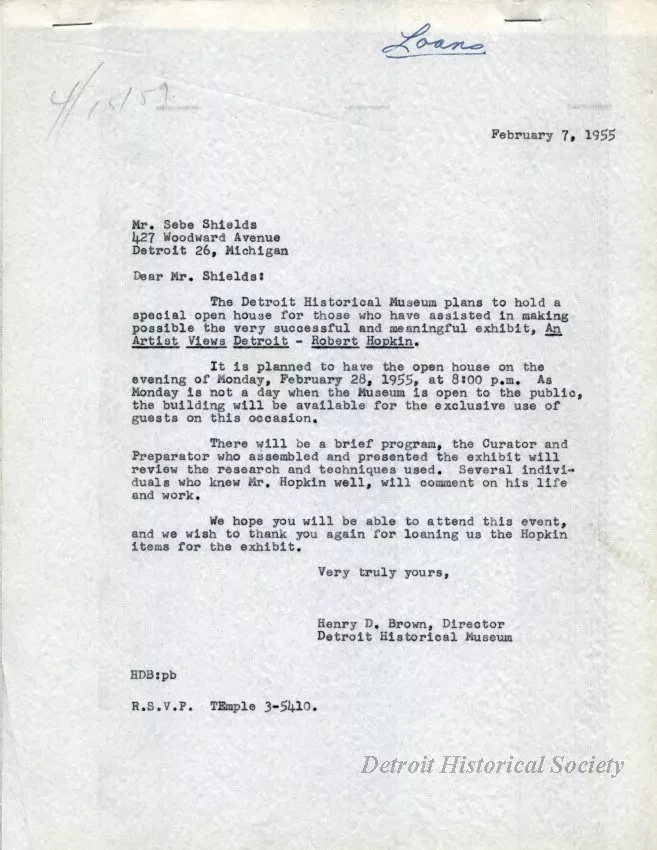 Loans
February 7, 1955
Mr. Sebe Shields
427 Woodward Avenue
Detroit 26, Michigan
Dear Mr. Shields:
The Detroit Historical Museum plans to hold a
special open house for those who have assisted in making
possible the very successful and meaningful exhibit, An
Artist Views Detroit - Robert Hopkin.
It is planned to have the open house on the
evening of Monday, February 28, 1955, at 8:00 p.m. As
Monday is not a day when the Museum is open to the public,
the building will be available for the exclusive use of
guests on this occasion.
There will be a brief program, the Curator and
Preparator who assembled and presented the exhibit will
review the research and techniques used. Several indivi-
duals who knew Mr. Hopkin well, will comment on his life
and work.
We hope you will be able to attend this event,
and we wish to thank you again for loaning us the Hopkin
items for the exhibit.
Very truly yours,
Henry D. Brown, Director
Detroit Historical Museum
HDB:pb
R.S.V.P. TEmple 3-5410.
Detroit Historical Society